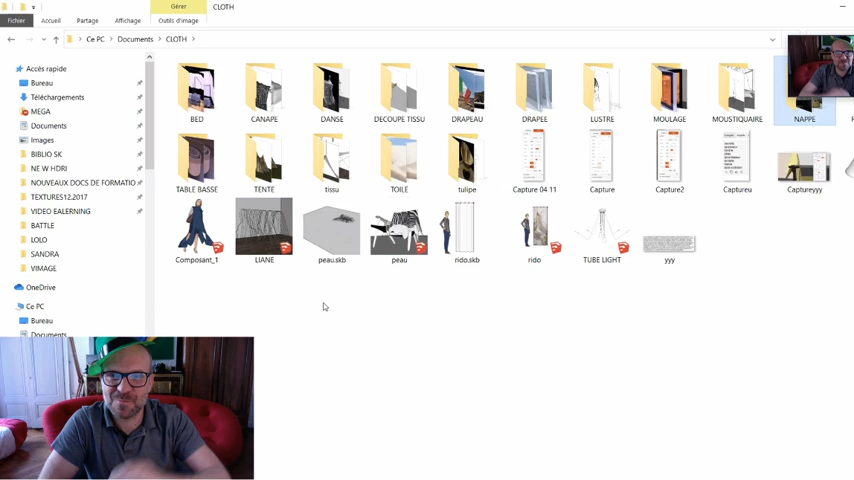 Gérer
CLOTH
Fichier
Accueil
Partage
Affichage
Outils d'image
Ce PC
Documents
CLOTH
Accès rapide
Bureau
Téléchargements
MEGA
Documents
Images
BIBLIO SK
NE W HDRI
NOUVEAUX DOCS DE FORMATIO
TEXTURES12.2017
VIDEO EALERNING
BATTLE
LOLO
SANDRA
VIMAGE
OneDrive
Ce PC
Bureau
Documents
BED
CANAPE
DANSE
DECOUPE TISSU
DRAPEAU
DRAPEE
LUSTRE
MOULAGE
MOUSTIQUAIRE
NAPPE
TABLE BASSE
TENTE
tissu
TOILE
tulipe
Capture 04 11
Capture
Capture2
Captureu
Captureyyy
Composant_1
LIANE
peau.skb
peau
rido.skb
rido
TUBE LIGHT
yyy